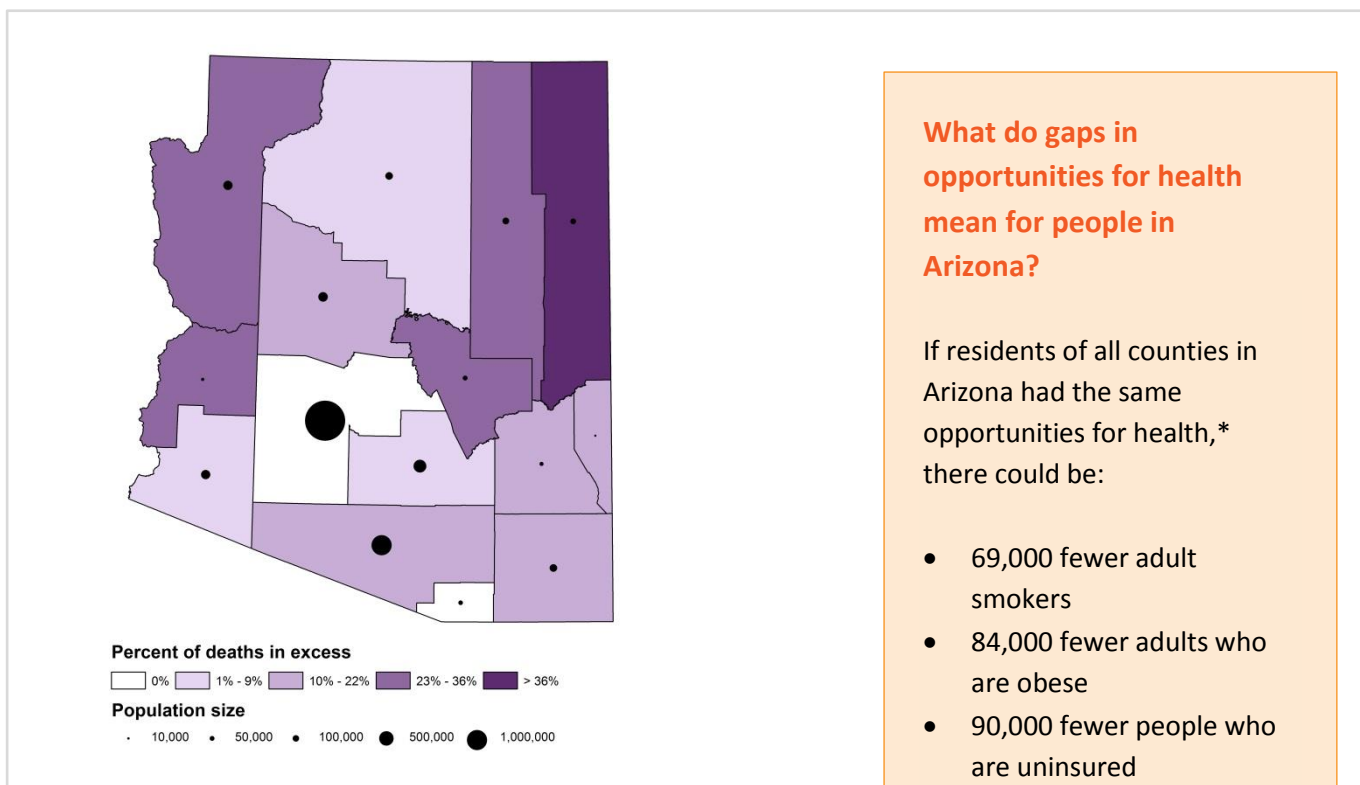 Percent of deaths in excess
0% 1% - 9% 10% - 22% 23% - 36% > 36%
Population size
10,000 50,000 100,000 500,000 1,000,000
What do gaps in
opportunities for health
mean for people in
Arizona?
If residents of all counties in
Arizona had the same
opportunities for health,*
there could be:
• 69,000 fewer adult
smokers
• 84,000 fewer adults who
are obese
• 90,000 fewer people who
are uninsured